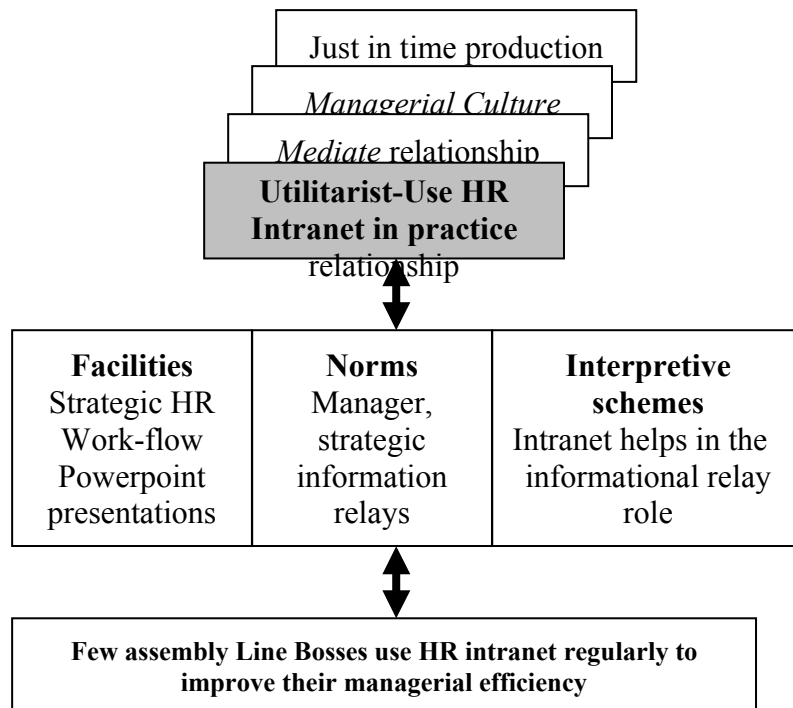 Just in time production
Managerial Culture
Mediate relationship
Utilitarist-Use HR
Intranet in practice
relationship
Facilities
Strategic HR
Work-flow
Powerpoint
presentations
Norms
Manager,
strategic
information
relays
Interpretive
schemes
Intranet helps in the
informational relay
role
Few assembly Line Bosses use HR intranet regularly to
improve their managerial efficiency